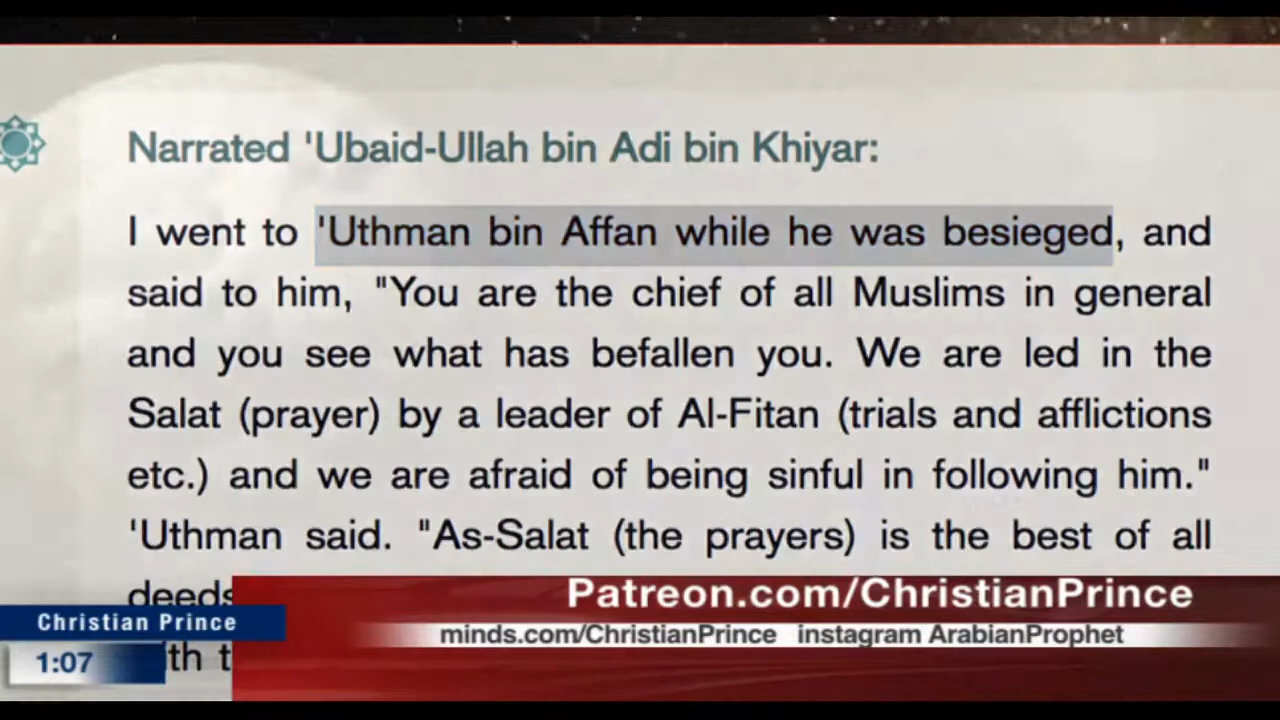 Narrated 'Ubaid-Ullah bin Adi bin Khiyar:
I went to 'Uthman bin Affan while he was besieged, and
said to him, "You are the chief of all Muslims in general
and you see what has befallen you. We are led in the
Salat (prayer) by a leader of Al-Fitan (trials and afflictions
etc.) and we are afraid of being sinful in following him."
'Uthman said. "As-Salat (the prayers) is the best of all
deeds
Patreon.com/ChristianPrince
Christian Prince
minds.com/ChristianPrince instagram ArabianProphet
1:07